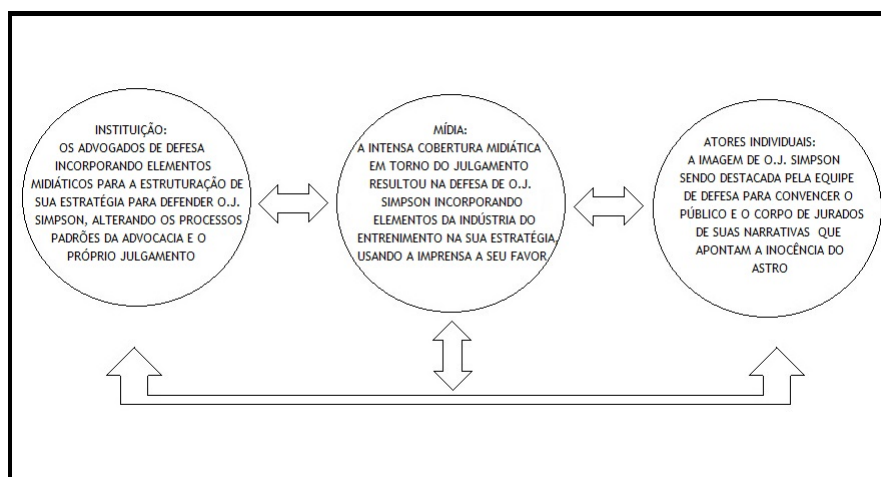 INSTITUIÇÃO:
OS ADVOGADOS DE DEFESA
INCORPORANDO ELEMENTOS
MIDIÁTICOS PARA A ESTRUTURAÇÃO DE
SUA ESTRATÉGIA PARA DEFENDER O.J.
SIMPSON, ALTERANDO OS PROCESSOS
PADRÕES DA ADVOCACIA E O
PRÓPRIO JULGAMENTO
MÍDIA:
A INTENSA COBERTURA MIDIÁTICA
EM TORNO DO JULGAMENTO
RESULTOU NA DEFESA DE O.J.
SIMPSON INCORPORANDO
ELEMENTOS DA INDÚSTRIA DO
ENTRENIMENTO NA SUA ESTRATÉGIA,
USANDO A IMPRENSA A SEU FAVOR
ATORES INDIVIDUAIS:
A IMAGEM DE O.J. SIMPSON
SENDO DESTACADA PELA EQUIPE
DE DEFESA PARA CONVENCER O
PÚBLICO E O CORPO DE JURADOS
DE SUAS NARRATIVAS QUE
APONTAM A INOCÊNCIA DO
ASTRO